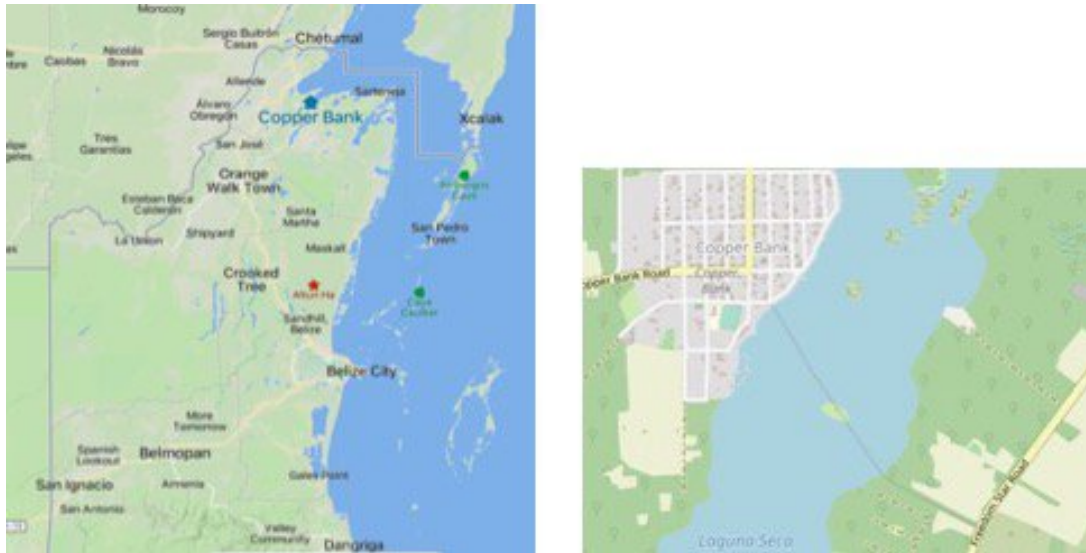 Morocoy
Sergio Butrón
Casas
Chetumal
Nicolás
Bravo
Caobas
Allende
Sarteneja
Álvaro
Obregón
Copper Bank
Xcalak
Tres
Garantías
San José
Orange
Walk Town
Esteban Baca
Calderón
Santa
Martha
San Pedro
Town
La Union
Shipyard
Maskall
Crooked
Tree
Altun Ha
Caye
Caulker
Sandhill,
Belize
Belize City
More
Tomorrow
Spanish
Lookout
Belmopan
Gales Point
San Ignacio
Armenia
San Antonio
Valley
Community
Dangriga
Copper Bank
Copper Bank Road
Copper
Bank
Freedom Star Road
Laguna Seca